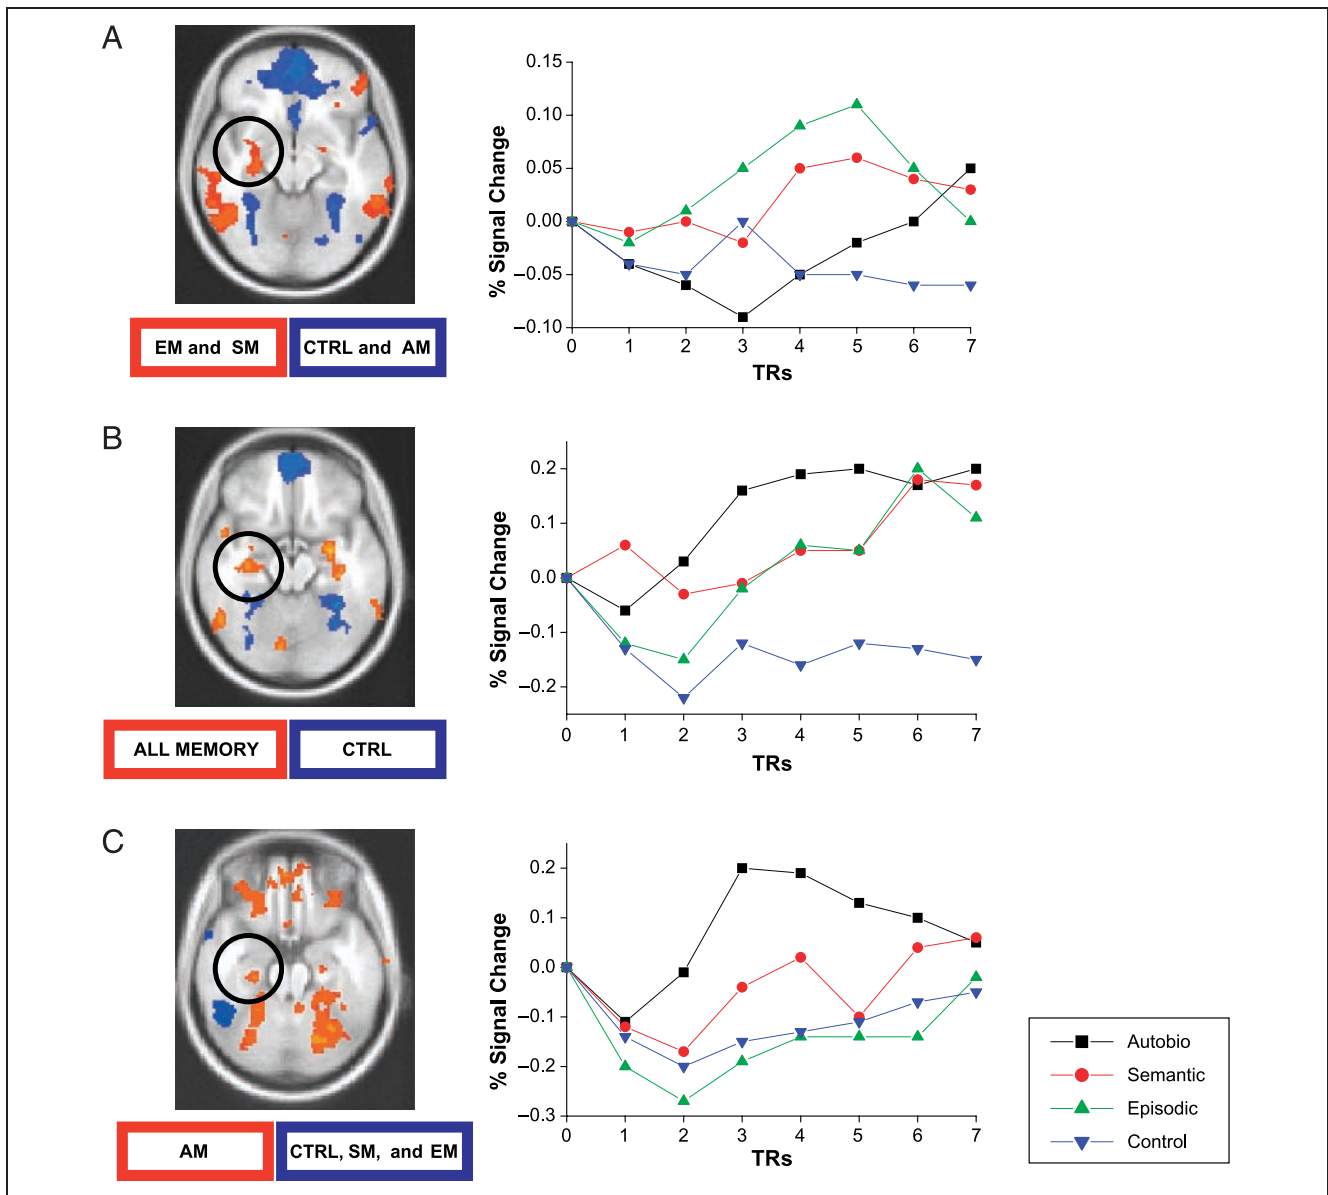 A
0.15
0.10
0.05
0.00
−0.05
−0.10
% Signal Change
0 1 2 3 4 5 6 7
TRs
EM and SM
CTRL and AM
B
0.2
0.1
0.0
−0.1
−0.2
% Signal Change
0 1 2 3 4 5 6 7
TRs
ALL MEMORY
CTRL
C
0.2
0.1
0.0
−0.1
−0.2
−0.3
% Signal Change
0 1 2 3 4 5 6 7
TRs
AM
CTRL, SM, and EM
Autobio
Semantic
Episodic
Control